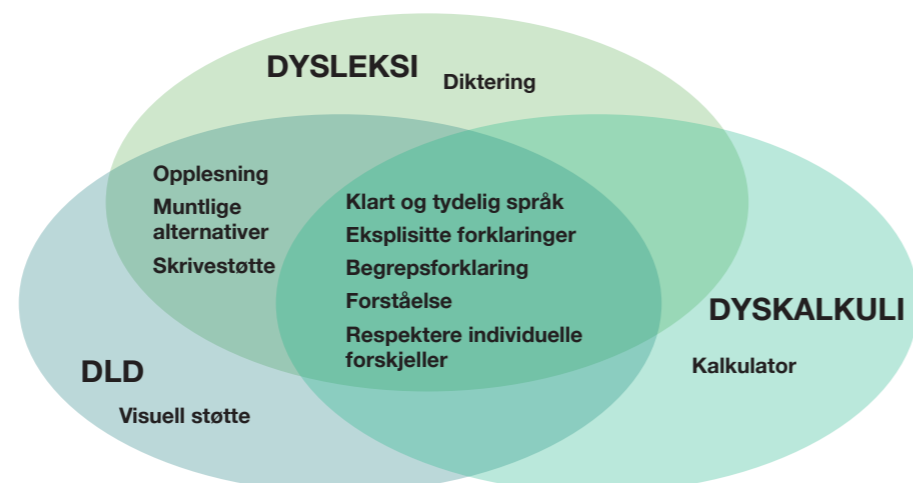 DYSLEKSI
Diktering
Opplesning
Muntlige
alternativer
Skrivestøtte
Klart og tydelig språk
Eksplisitte forklaringer
Begrepsforklaring
Forståelse
Respektere individuelle
forskjeller
DYSKALKULI
Kalkulator
DLD
Visuell støtte